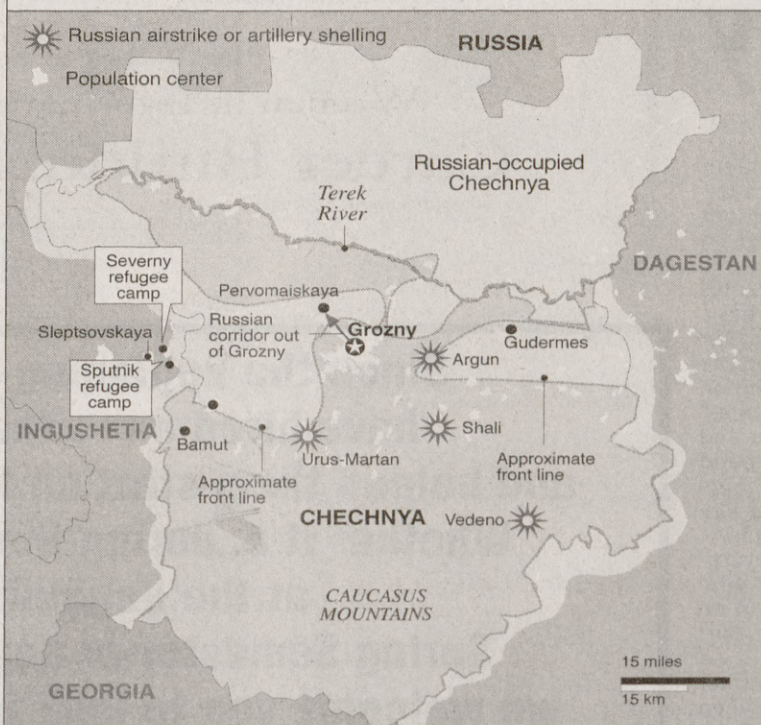 Russian airstrike or artillery shelling
Population center
RUSSIA
Russian-occupied
Chechnya
Terek
River
DAGESTAN
Severny
refugee
camp
Pervomaiskaya
Sleptsovskaya
Russian
corridor out
of Grozny
Grozny
Gudermes
Argun
Sputnik
refugee
camp
INGUSHETIA
Bamut
Urus-Martan
Shali
Approximate
front line
Approximate
front line
CHECHNYA
Vedeno
CAUCASUS
MOUNTAINS
15 miles
15 km
GEORGIA